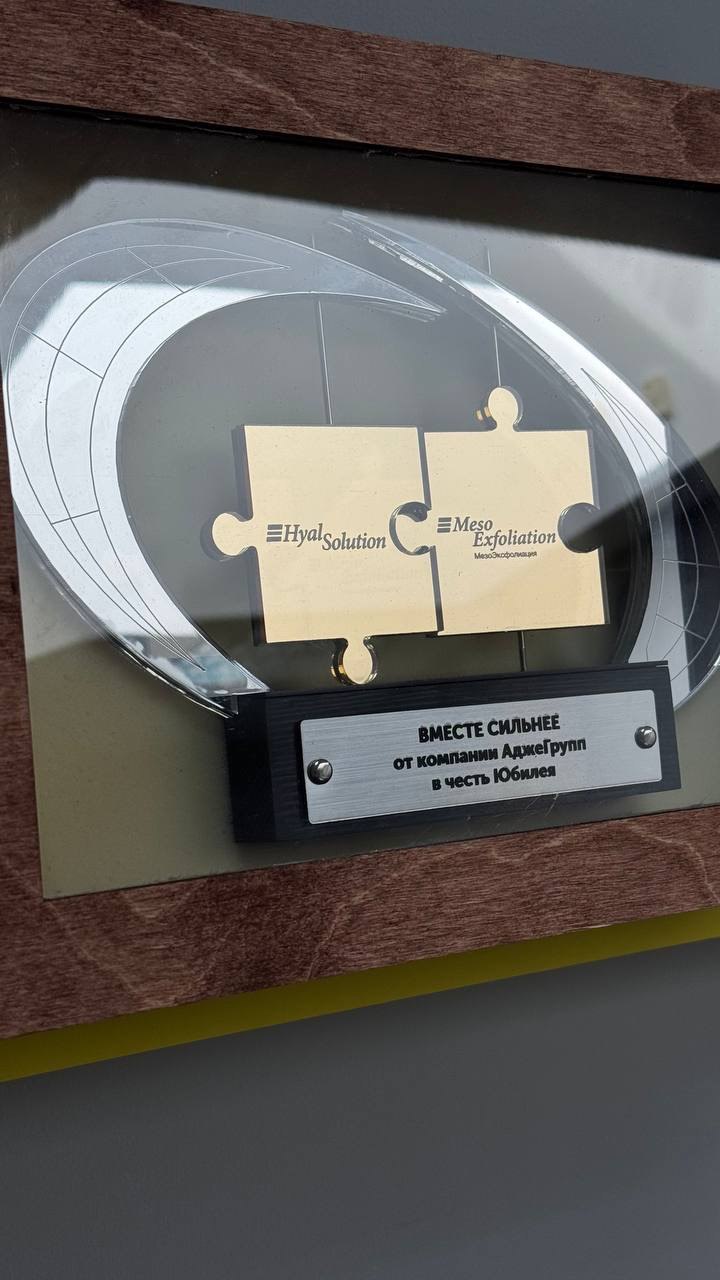 Hyal
Solution
Meso
Exfoliation
МезоЭксфолиация
ВМЕСТЕ СИЛЬНЕЕ
от компании АджеГрупп
в честь Юбилея